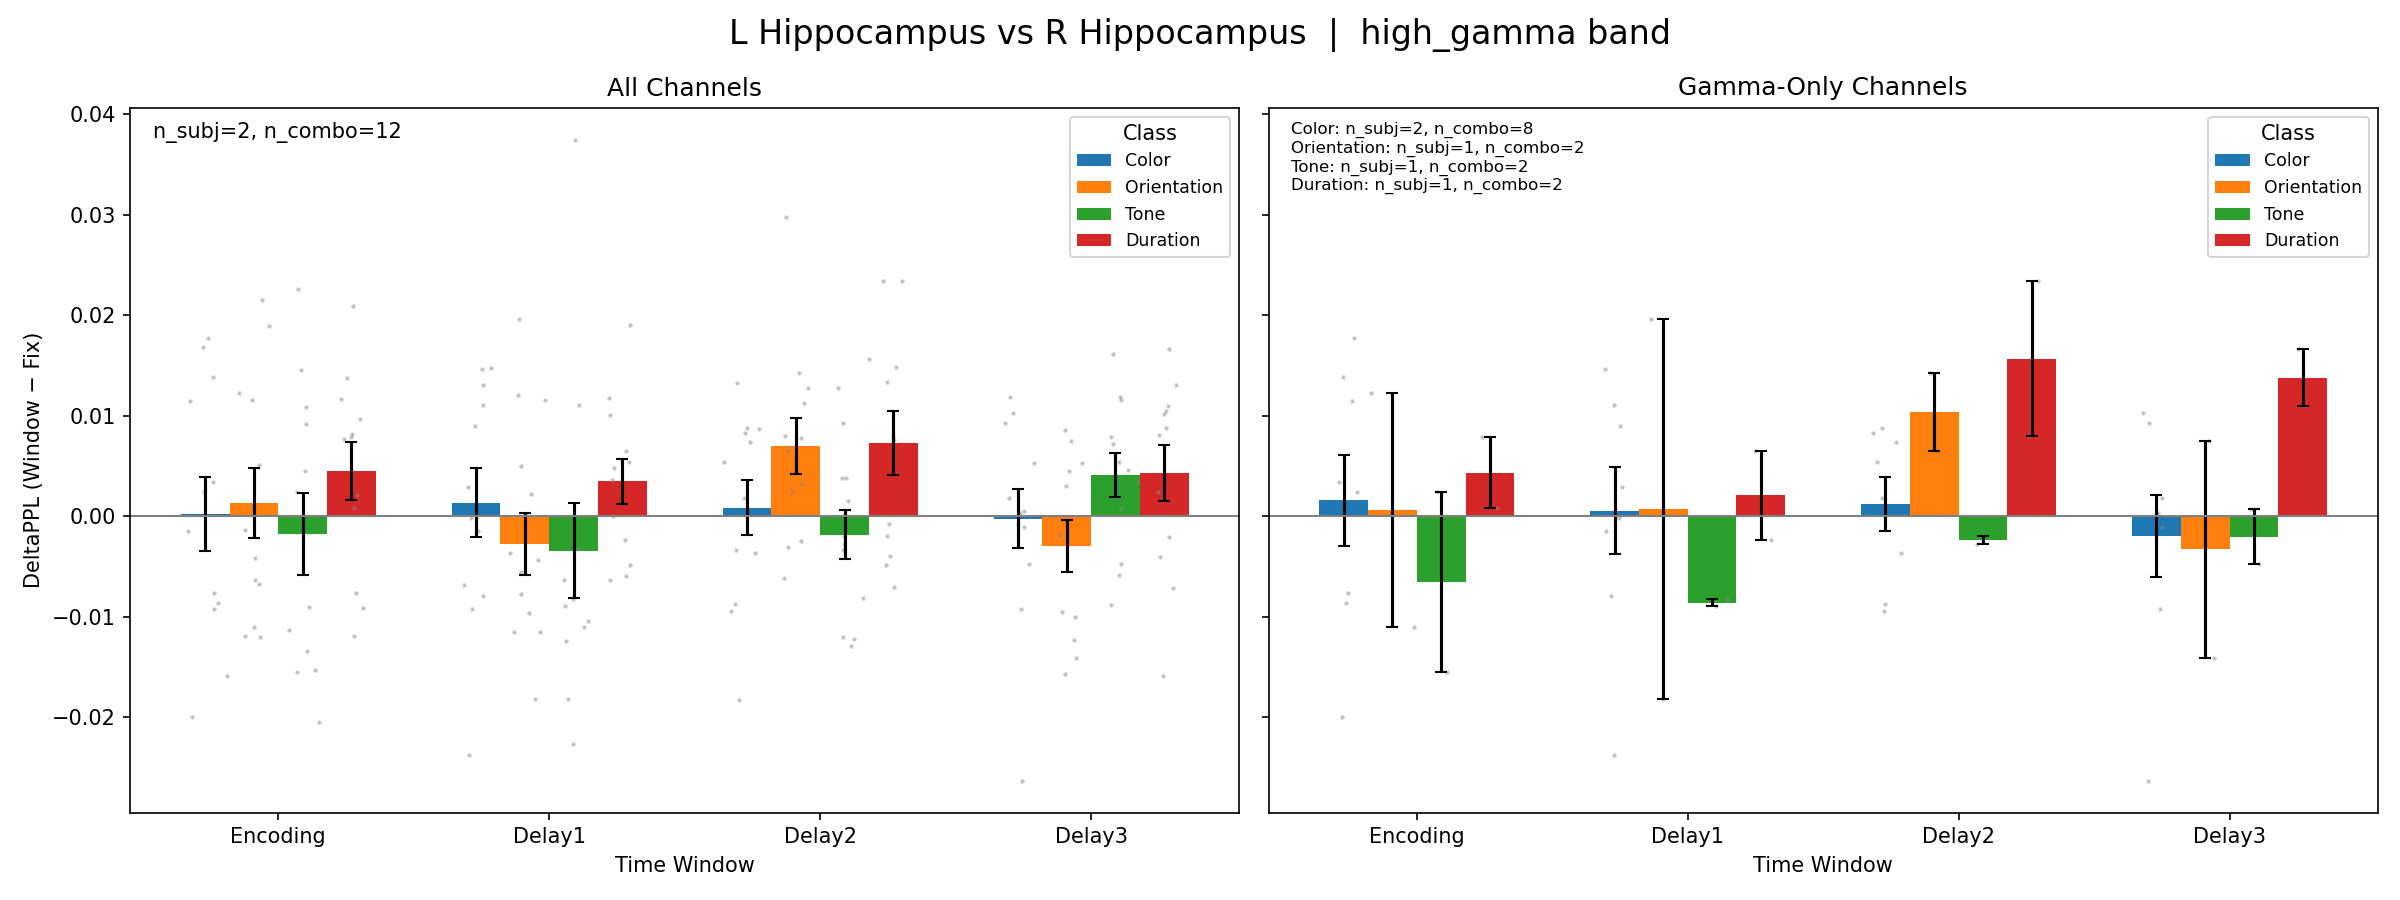 L Hippocampus vs R Hippocampus | high_gamma band
All Channels
n_subj=2, n_combo=12
Class
Color
Orientation
Tone
Duration
DeltaPPL (Window − Fix)
0.04
0.03
0.02
0.01
0.00
−0.01
−0.02
Encoding
Delay1
Delay2
Delay3
Time Window
Gamma-Only Channels
Color: n_subj=2, n_combo=8
Orientation: n_subj=1, n_combo=2
Tone: n_subj=1, n_combo=2
Duration: n_subj=1, n_combo=2
Class
Color
Orientation
Tone
Duration
Encoding
Delay1
Delay2
Delay3
Time Window